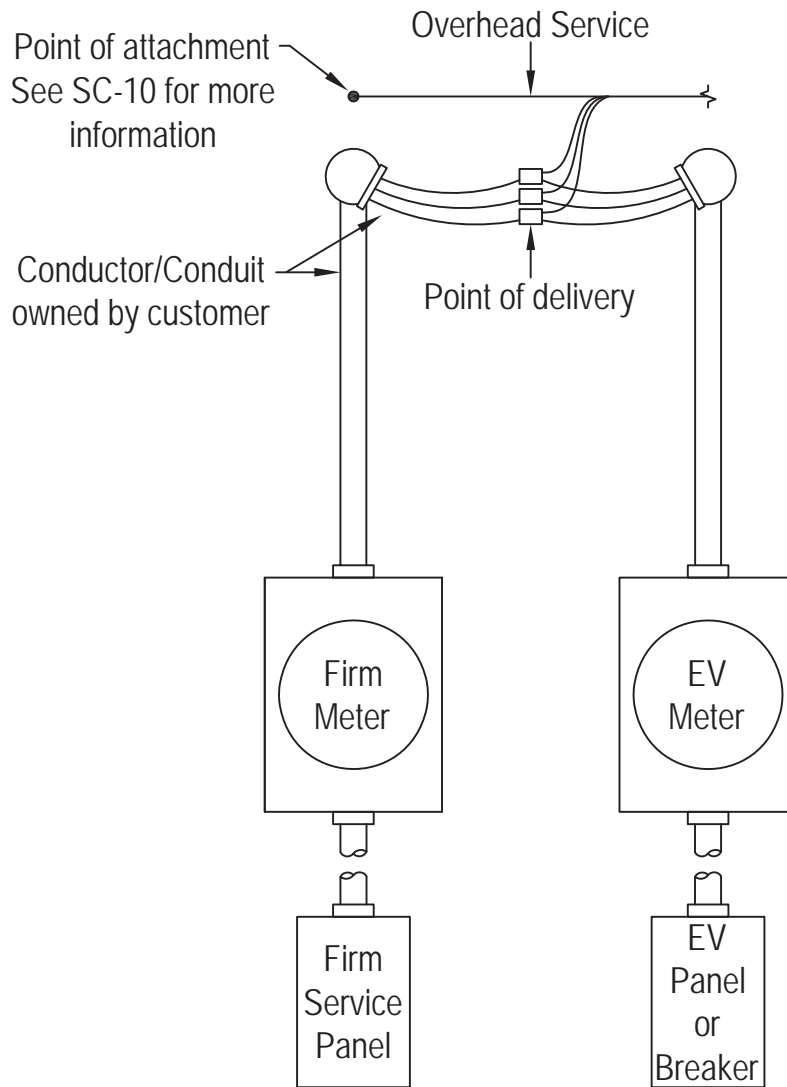 Point of attachment
See SC-10 for more
information
Overhead Service
Conductor/Conduit
owned by customer
Point of delivery
Firm
Meter
EV
Meter
Firm
Service
Panel
EV
Panel
or
Breaker